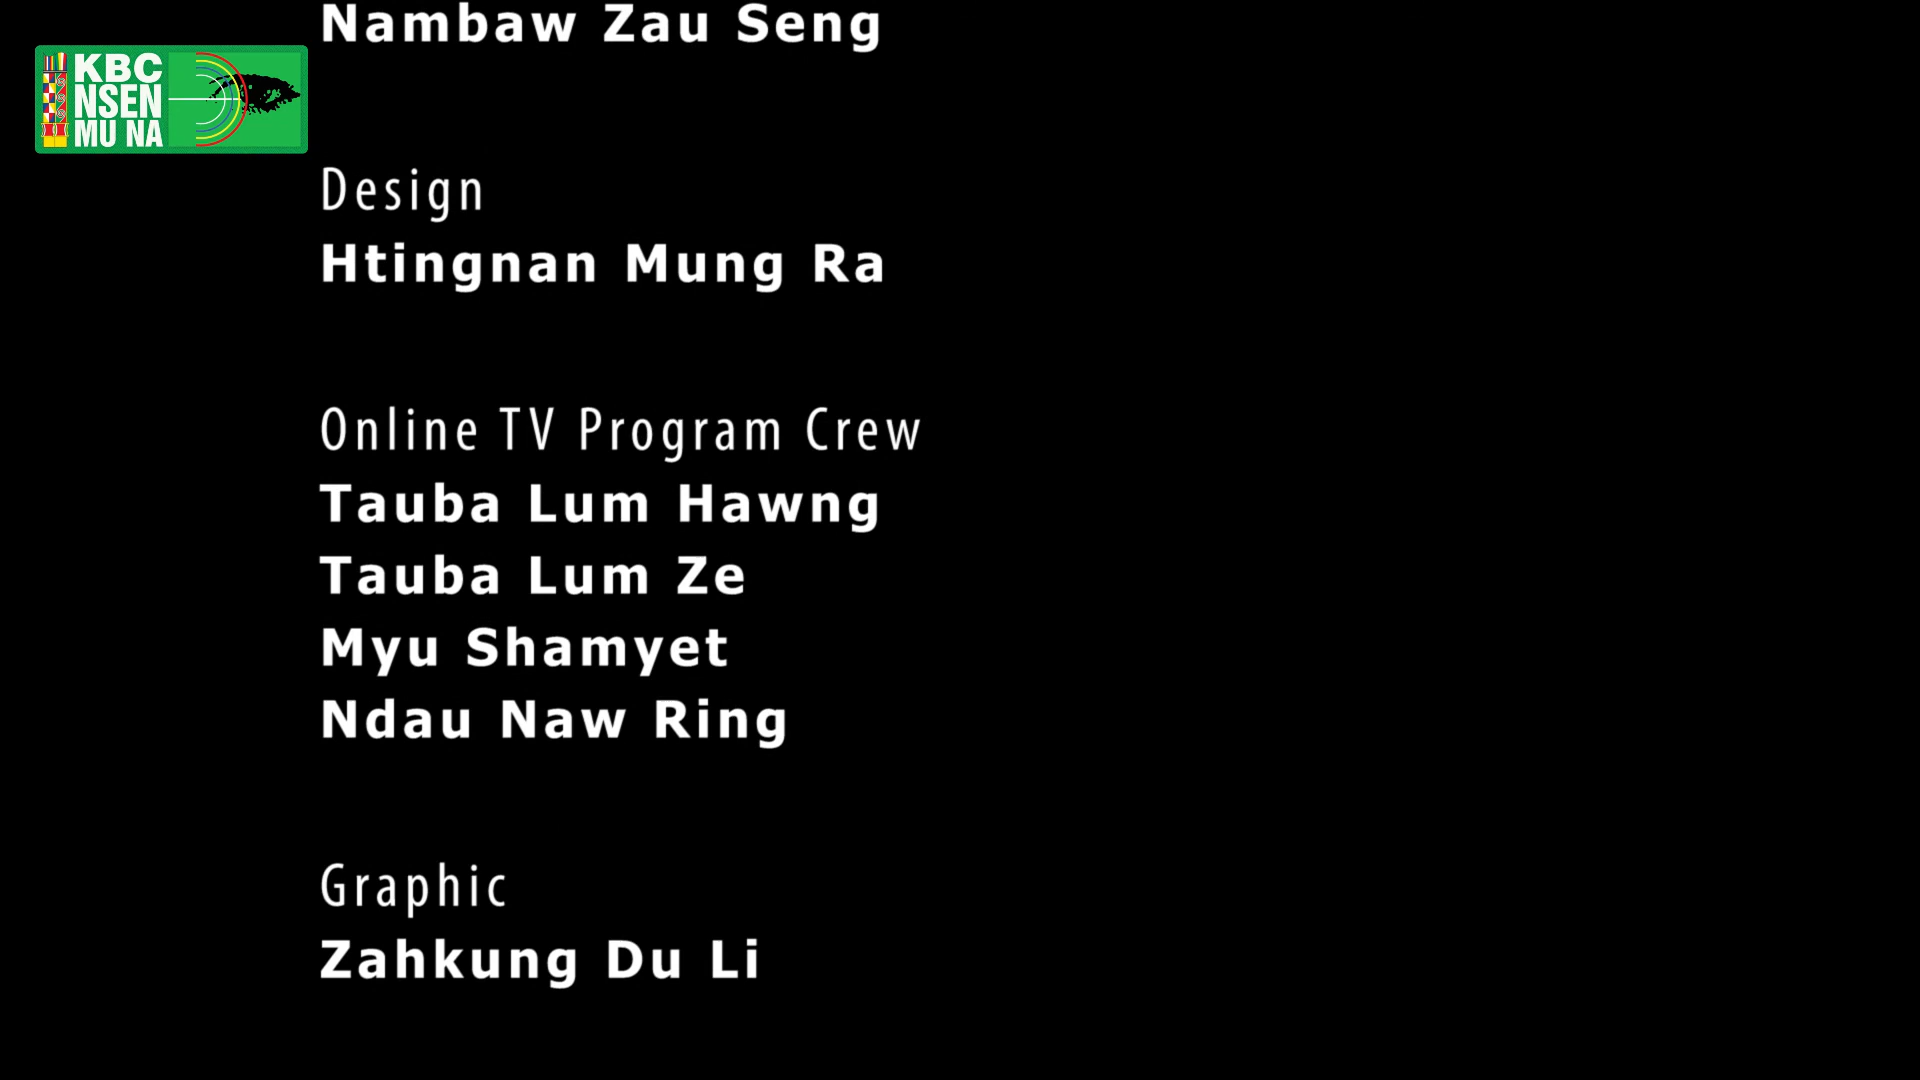 Nambaw Zau Seng
KBC
NSEN
MU NA
Design
Htingnan Mung Ra
Online TV Program Crew
Tauba Lum Hawng
Tauba Lum Ze
Myu Shamyet
Ndau Naw Ring
Graphic
Zahkung Du Li